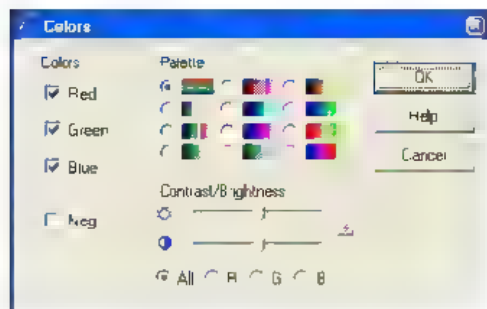 Colors
Colors
Red
Green
Blue
Neg
Palette
Contrast/Brightness
All R G B
OK
Help
Cancel